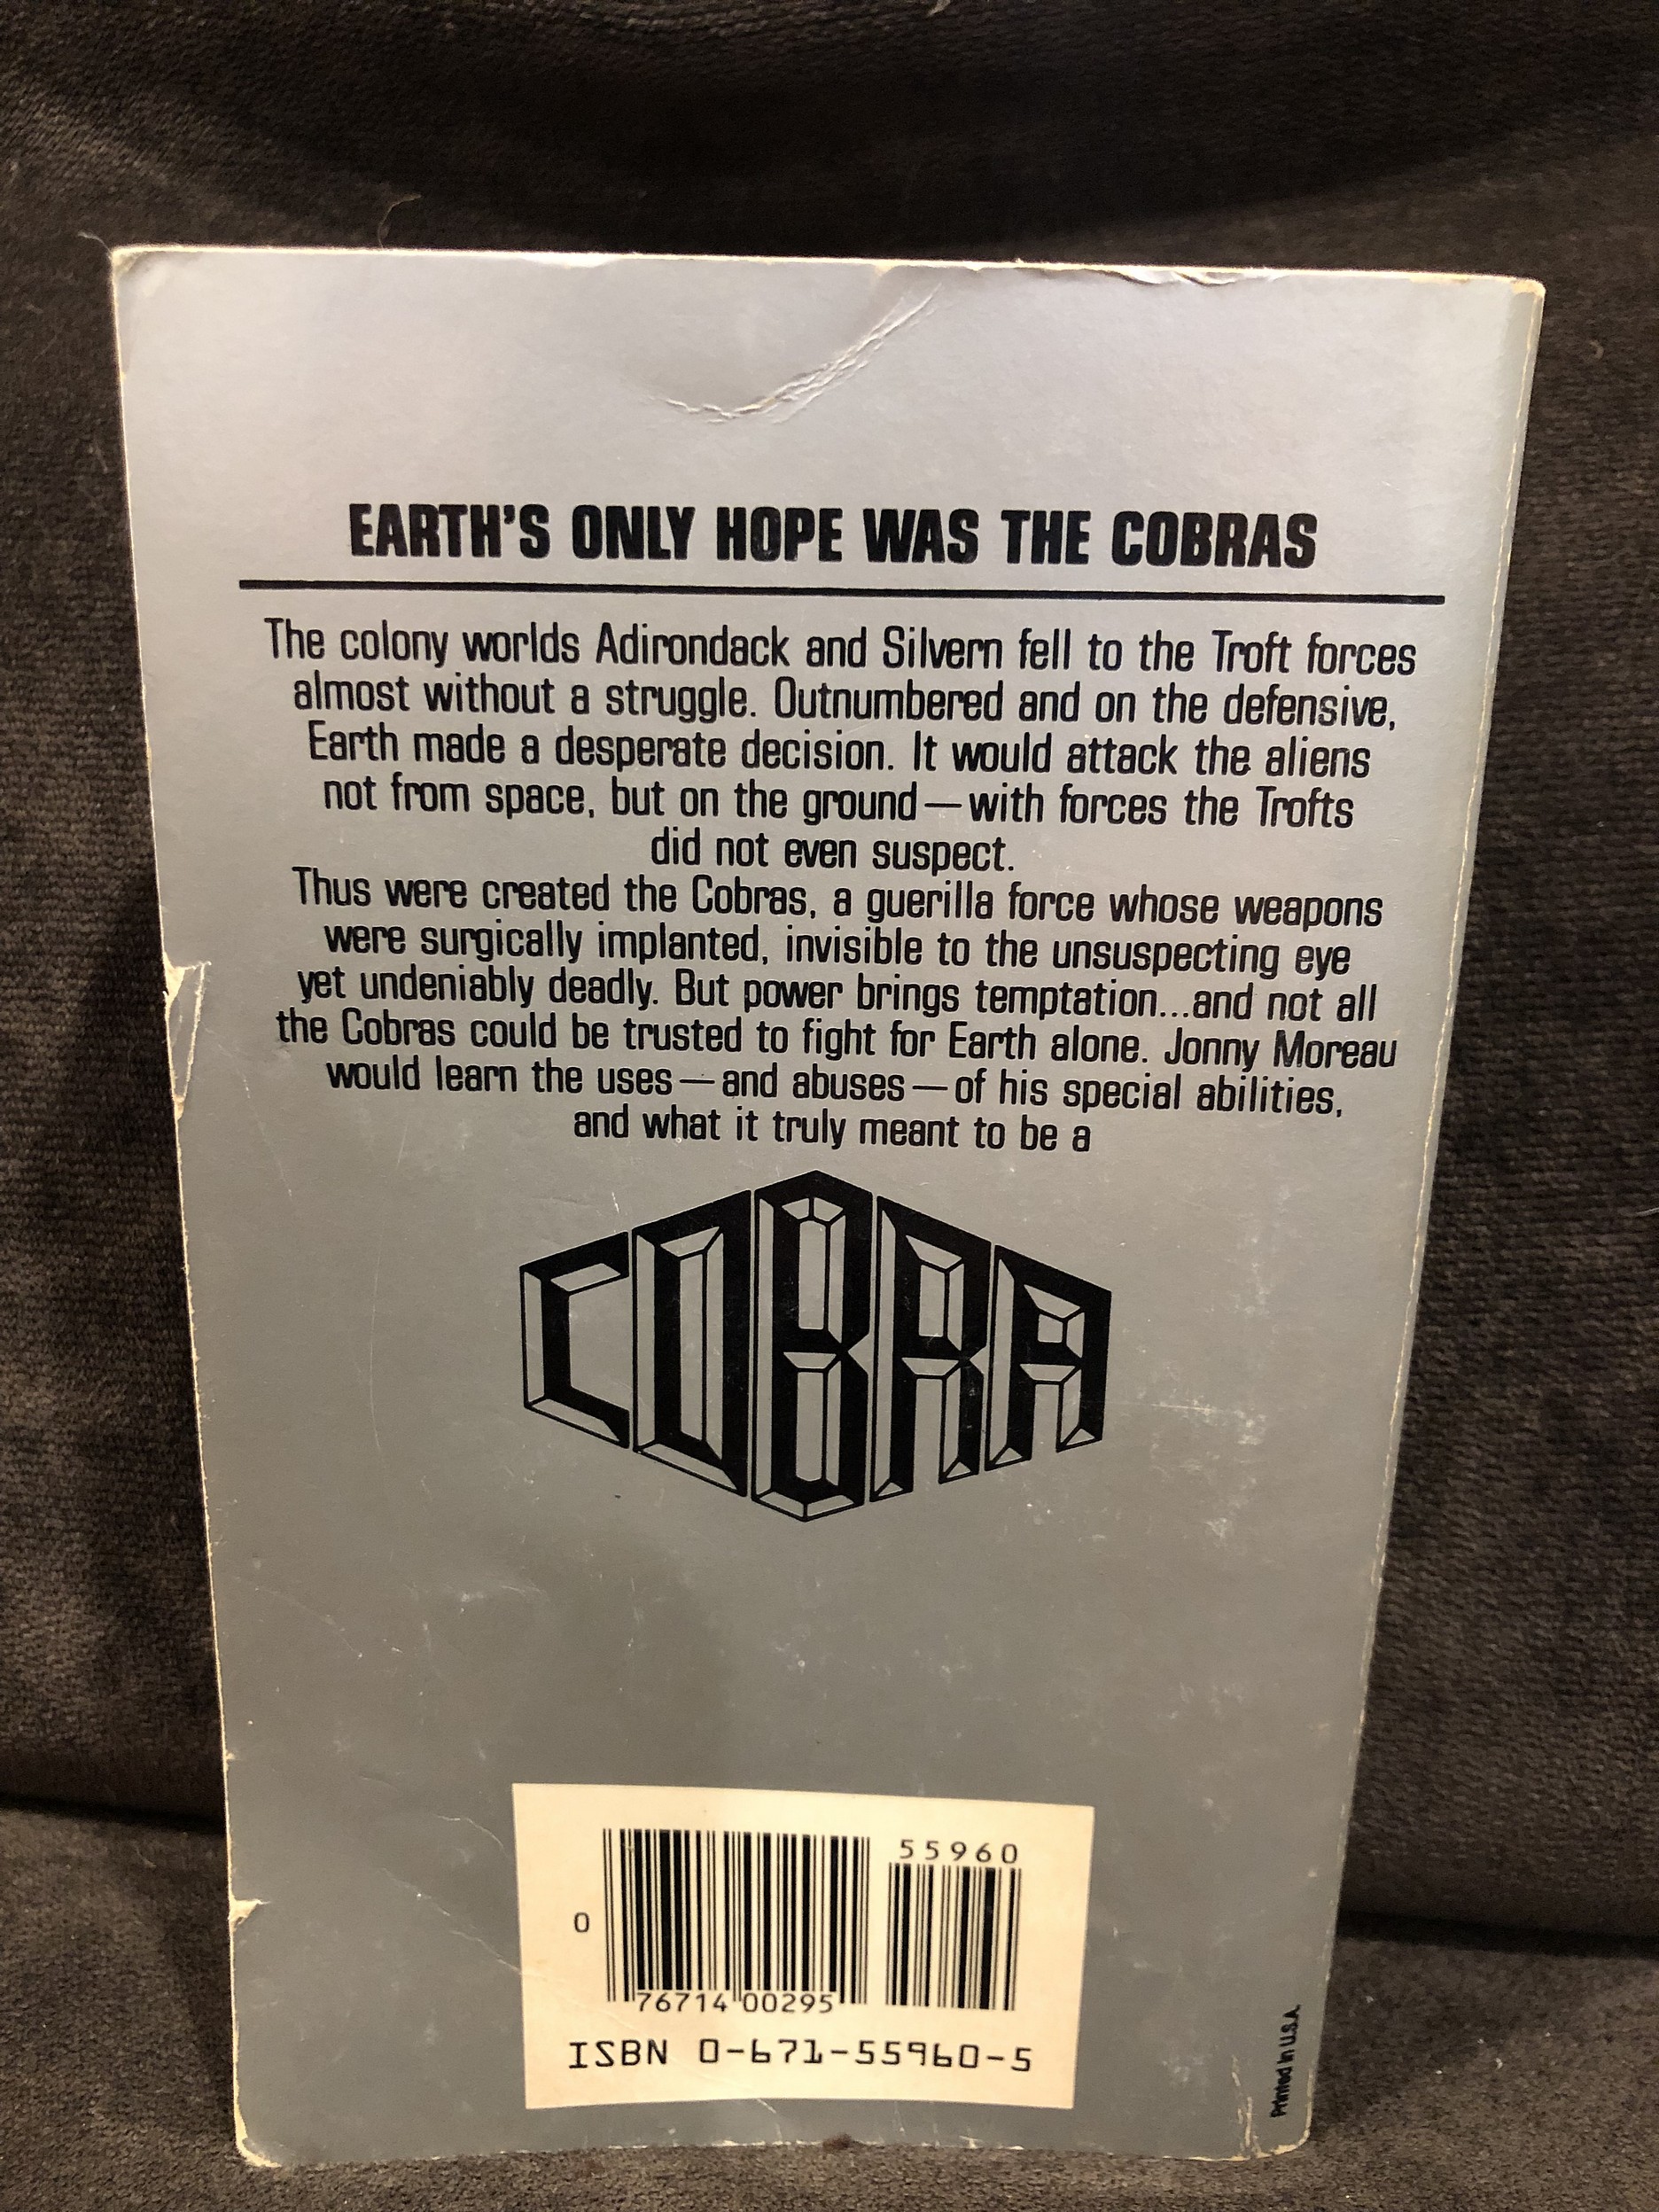 EARTH'S ONLY HOPE WAS THE COBRAS
The colony worlds Adirondack and Silvern fell to the Troft forces
almost without a struggle. Outnumbered and on the defensive,
Earth made a desperate decision. It would attack the aliens
not from space, but on the ground—with forces the Trofts
did not even suspect.
Thus were created the Cobras, a guerilla force whose weapons
were surgically implanted, invisible to the unsuspecting eye
yet undeniably deadly. But power brings temptation...and not all
the Cobras could be trusted to fight for Earth alone. Jonny Moreau
would learn the uses—and abuses—of his special abilities,
and what it truly meant to be a
COBRA
55960
0
76714 00295
ISBN 0-671-55960-5
Printed in U.S.A.